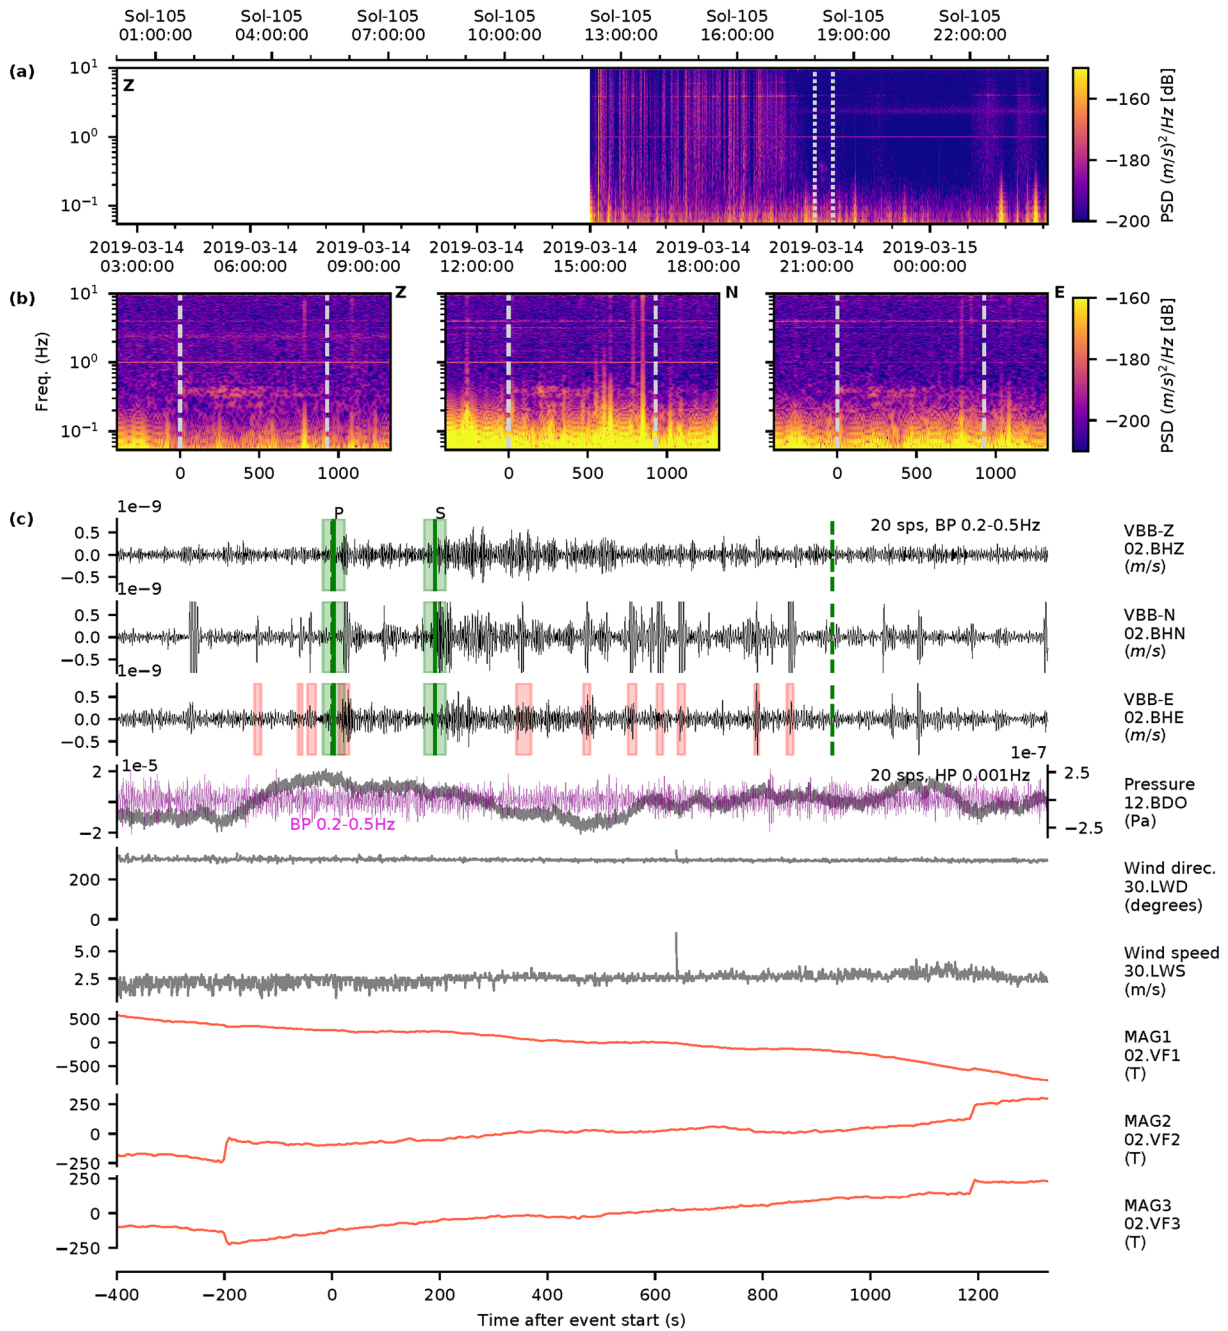 Sol-105 Sol-105 Sol-105 Sol-105 Sol-105 Sol-105 Sol-105 Sol-105
01:00:00 04:00:00 07:00:00 10:00:00 13:00:00 16:00:00 19:00:00 22:00:00
(a)
Z
10¹
10⁰
10⁻¹
−160
−180
−200
PSD (m/s)²/Hz [dB]
2019-03-14 2019-03-14 2019-03-14 2019-03-14 2019-03-14 2019-03-14 2019-03-14 2019-03-15
03:00:00 06:00:00 09:00:00 12:00:00 15:00:00 18:00:00 21:00:00 00:00:00
(b)
Z N E
Freq. (Hz)
10¹
10⁰
10⁻¹
0 500 1000 0 500 1000 0 500 1000
−160
−180
−200
PSD (m/s)²/Hz [dB]
(c)
1e−9
P S
20 sps, BP 0.2-0.5Hz
0.5
0.0
−0.5
VBB-Z
02.BHZ
(m/s)
1e−9
0.5
0.0
−0.5
VBB-N
02.BHN
(m/s)
1e−9
0.5
0.0
−0.5
VBB-E
02.BHE
(m/s)
1e−5
1e−7
20 sps, HP 0.001Hz
BP 0.2-0.5Hz
2
−2
2.5
−2.5
Pressure
12.BDO
(Pa)
200
0
Wind direc.
30.LWD
(degrees)
5.0
2.5
Wind speed
30.LWS
(m/s)
500
0
−500
MAG1
02.VF1
(T)
250
0
−250
MAG2
02.VF2
(T)
250
0
−250
MAG3
02.VF3
(T)
−400 −200 0 200 400 600 800 1000 1200
Time after event start (s)